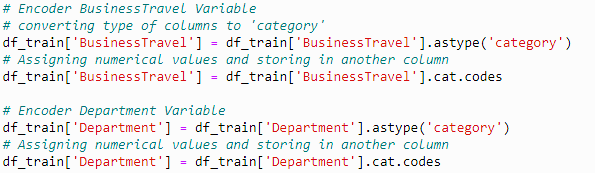 # Encoder BusinessTravel Variable
# converting type of columns to 'category'
df_train['BusinessTravel'] = df_train['BusinessTravel'].astype('category')
# Assigning numerical values and storing in another column
df_train['BusinessTravel'] = df_train['BusinessTravel'].cat.codes
# Encoder Department Variable
df_train['Department'] = df_train['Department'].astype('category')
# Assigning numerical values and storing in another column
df_train['Department'] = df_train['Department'].cat.codes